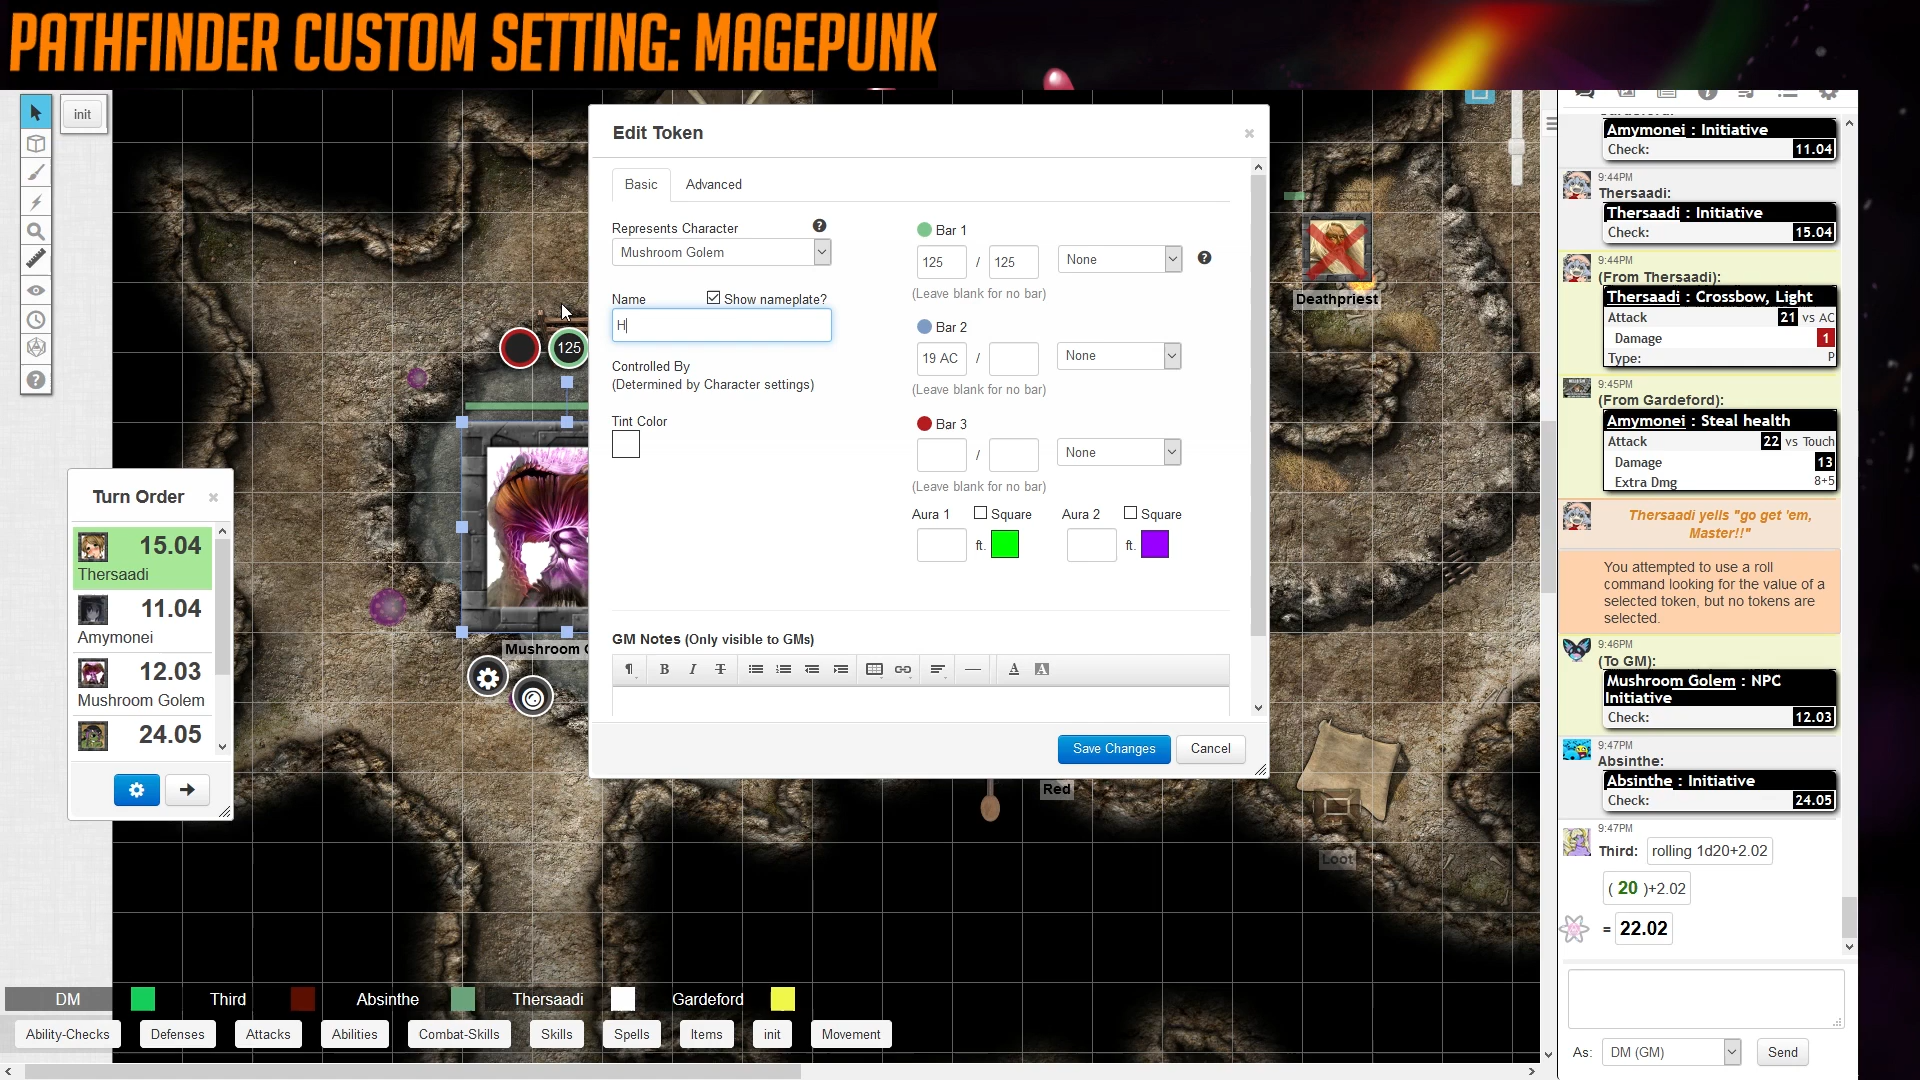 PATHFINDER CUSTOM SETTING: MAGEPUNK
init
Edit Token
Basic
Advanced
Represents Character
Mushroom Golem
Name
Show nameplate?
H
Controlled By
(Determined by Character settings)
Tint Color
Bar 1
125 / 125
None
(Leave blank for no bar)
Bar 2
19 AC /
None
(Leave blank for no bar)
Bar 3
/
None
(Leave blank for no bar)
Aura 1
Square
Aura 2
Square
ft.
ft.
GM Notes (Only visible to GMs)
Save Changes
Cancel
125
Mushroom
Deathpriest
Red
Loot
Turn Order
15.04
Thersaadi
11.04
Amymonei
12.03
Mushroom Golem
24.05
Amymonei : Initiative
Check: 11.04
9:44PM
Thersaadi:
Thersaadi : Initiative
Check: 15.04
9:44PM
(From Thersaadi):
Thersaadi : Crossbow, Light
Attack 21 vs AC
Damage 1
Type: P
9:45PM
(From Gardeford):
Amymonei : Steal health
Attack 22 vs Touch
Damage 13
Extra Dmg 8+5
Thersaadi yells "go get 'em,
Master!!"
You attempted to use a roll
command looking for the value of a
selected token, but no tokens are
selected.
9:46PM
(To GM):
Mushroom Golem : NPC
Initiative
Check: 12.03
9:47PM
Absinthe:
Absinthe : Initiative
Check: 24.05
9:47PM
Third: rolling 1d20+2.02
( 20 )+2.02
= 22.02
As: DM (GM)
Send
DM
Third
Absinthe
Thersaadi
Gardeford
Ability-Checks
Defenses
Attacks
Abilities
Combat-Skills
Skills
Spells
Items
init
Movement